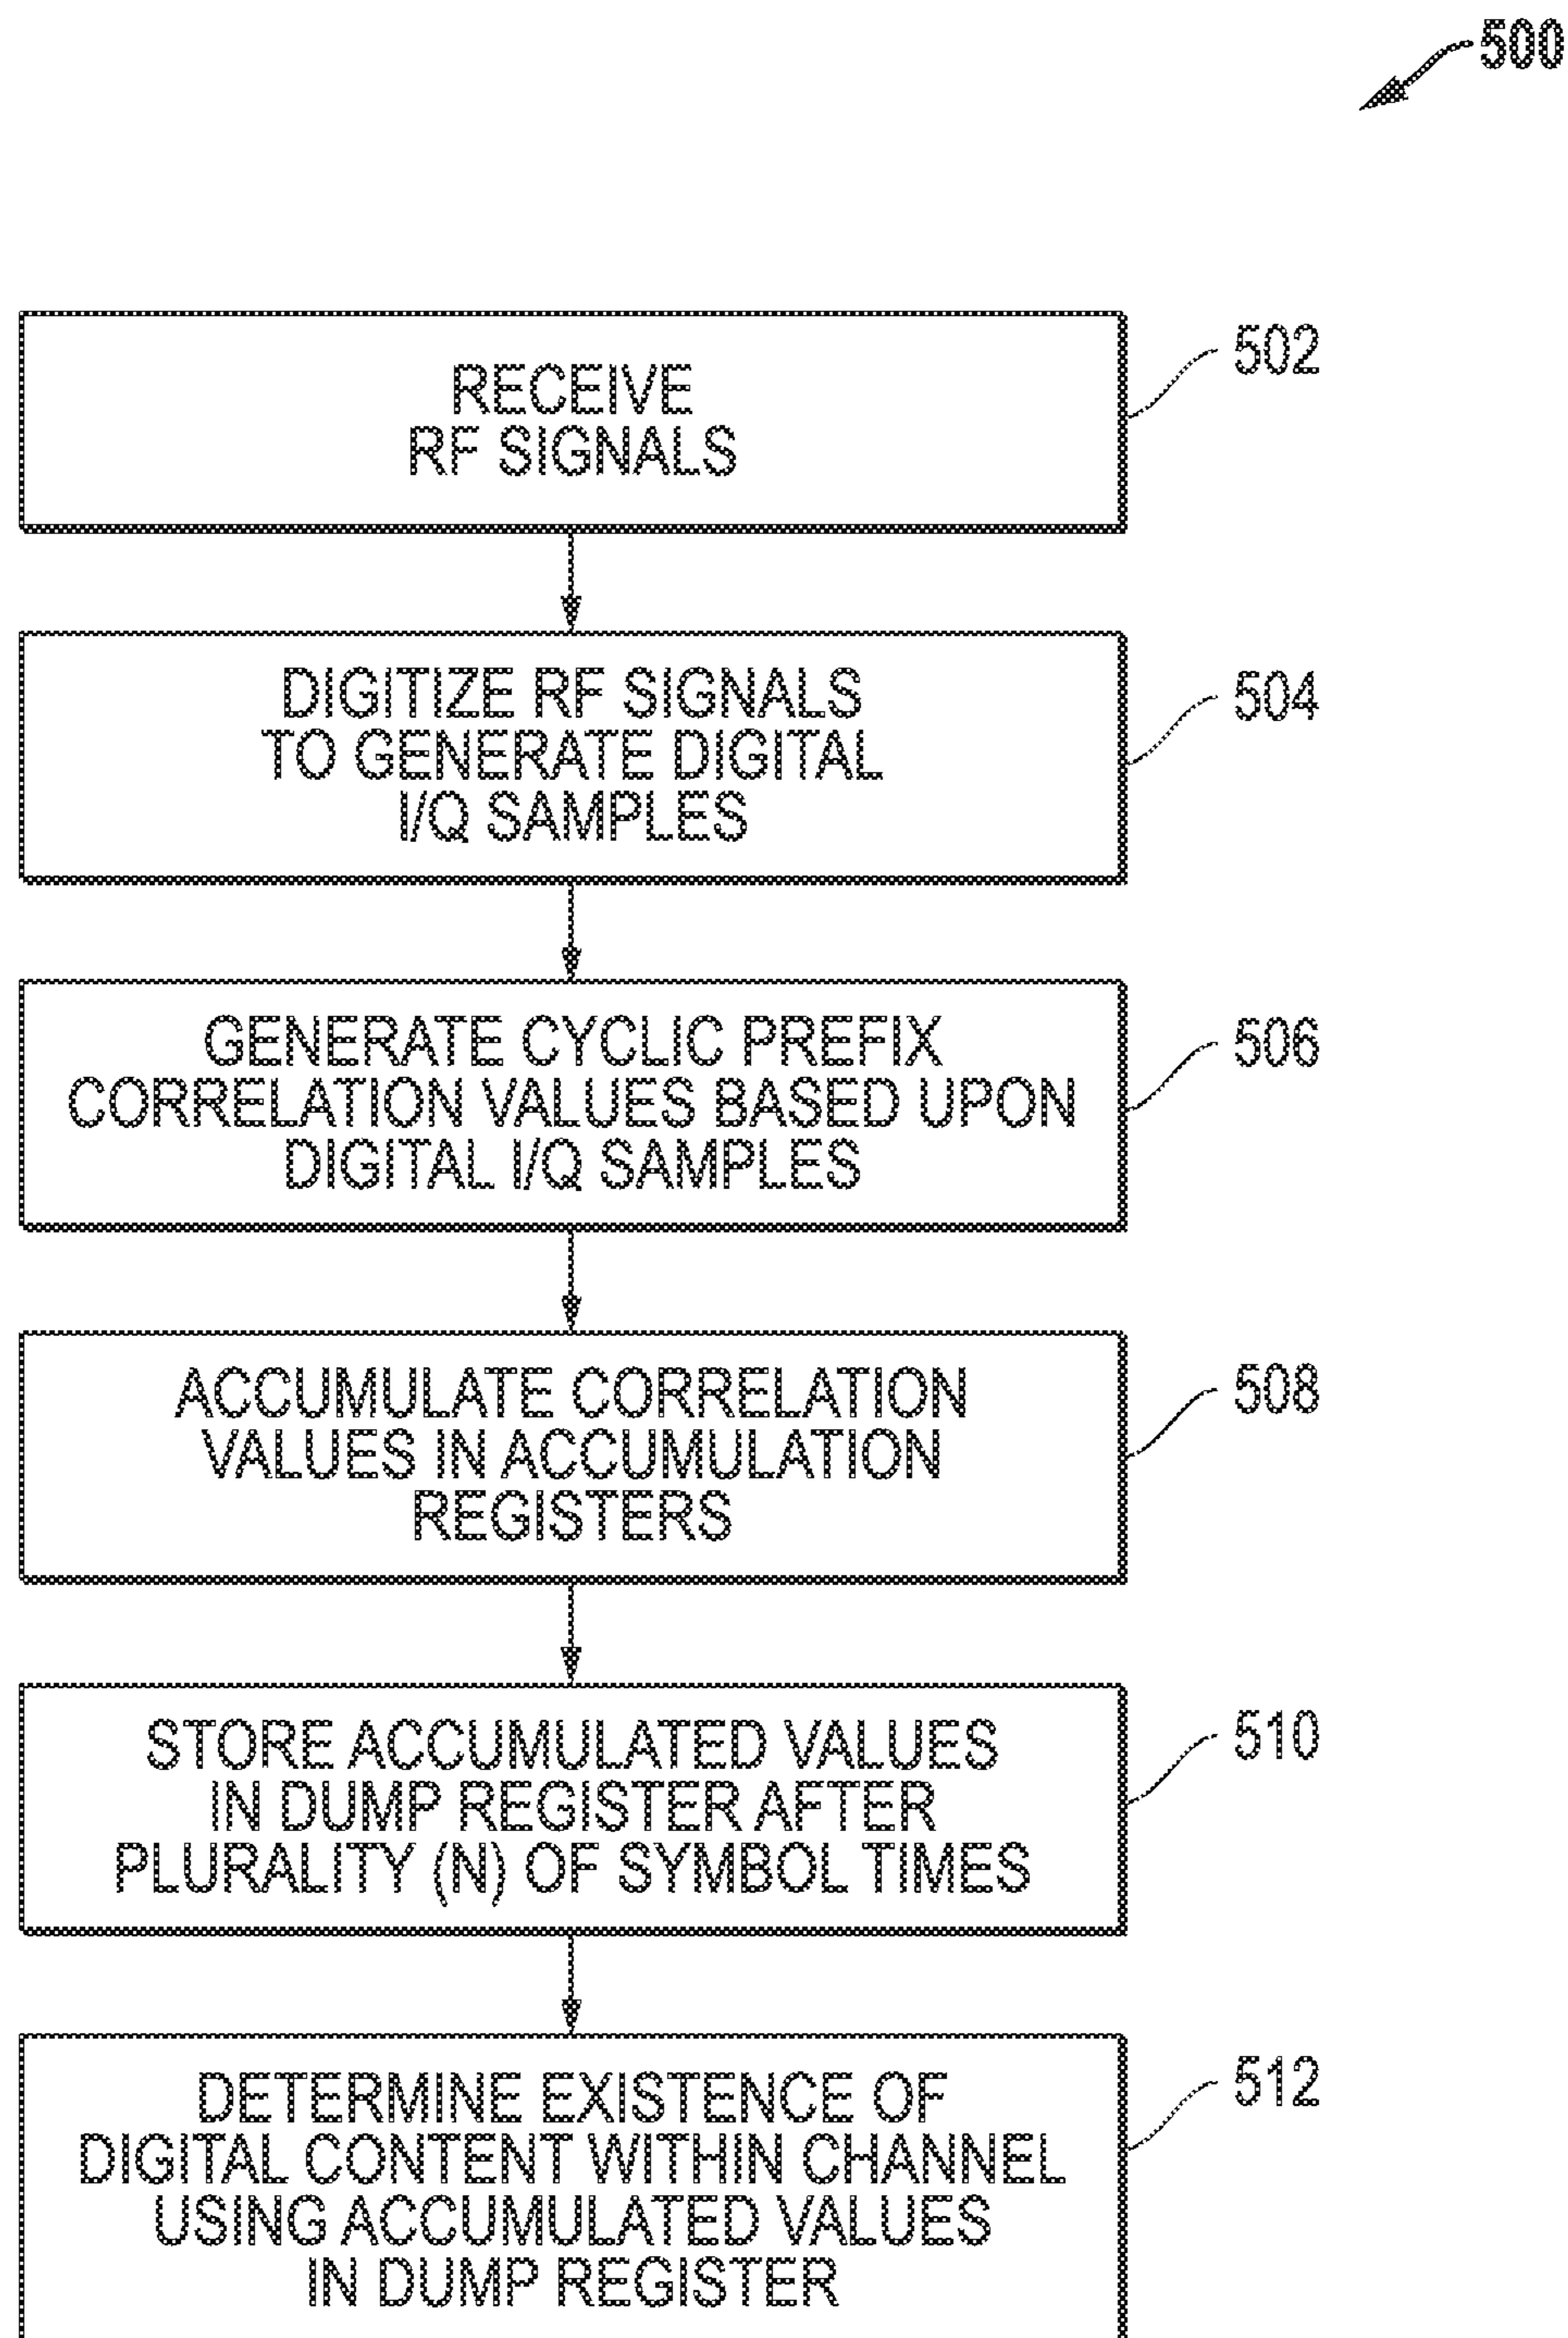 500
RECEIVE
RF SIGNALS
502
DIGITIZE RF SIGNALS
TO GENERATE DIGITAL
I/Q SAMPLES
504
GENERATE CYCLIC PREFIX
CORRELATION VALUES BASED UPON
DIGITAL I/Q SAMPLES
506
ACCUMULATE CORRELATION
VALUES IN ACCUMULATION
REGISTERS
508
STORE ACCUMULATED VALUES
IN DUMP REGISTER AFTER
PLURALITY (N) OF SYMBOL TIMES
510
DETERMINE EXISTENCE OF
DIGITAL CONTENT WITHIN CHANNEL
USING ACCUMULATED VALUES
IN DUMP REGISTER
512